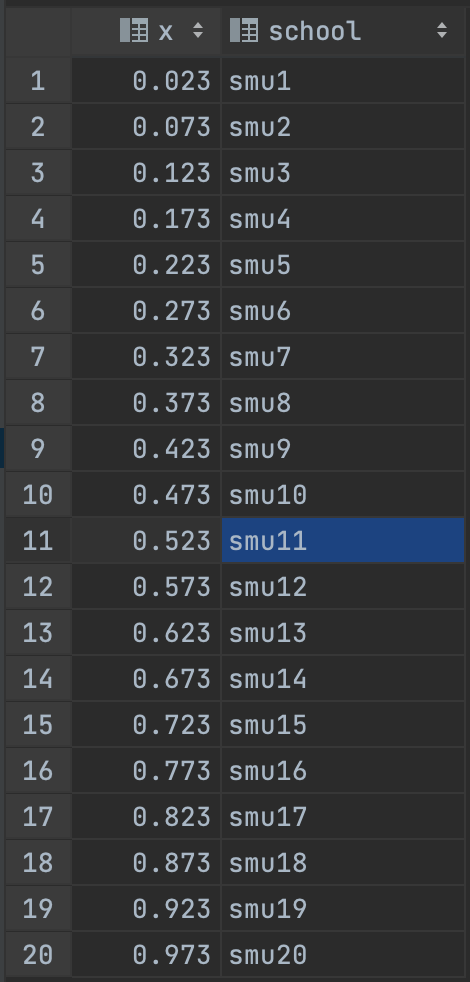 x school
1 0.023 smu1
2 0.073 smu2
3 0.123 smu3
4 0.173 smu4
5 0.223 smu5
6 0.273 smu6
7 0.323 smu7
8 0.373 smu8
9 0.423 smu9
10 0.473 smu10
11 0.523 smu11
12 0.573 smu12
13 0.623 smu13
14 0.673 smu14
15 0.723 smu15
16 0.773 smu16
17 0.823 smu17
18 0.873 smu18
19 0.923 smu19
20 0.973 smu20